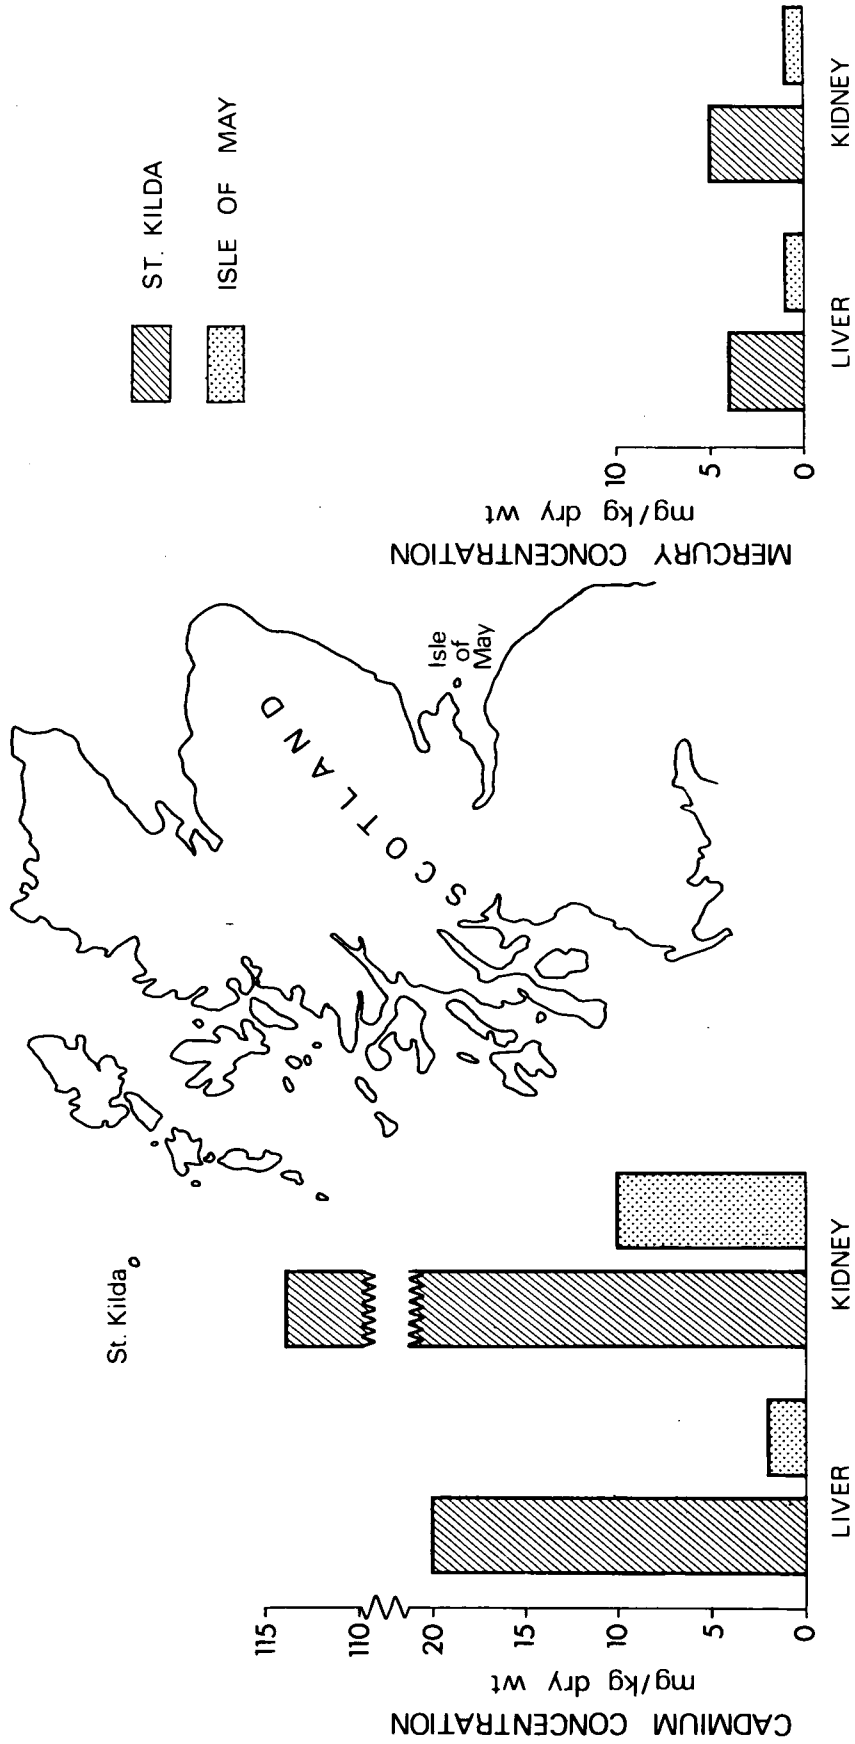 ST. KILDA
ISLE OF MAY
St. Kilda
SCOTLAND
Isle
of
May
CADMIUM CONCENTRATION
mg/kg dry wt
115
110
20
15
10
5
0
LIVER
KIDNEY
MERCURY CONCENTRATION
mg/kg dry wt
10
5
0
LIVER
KIDNEY